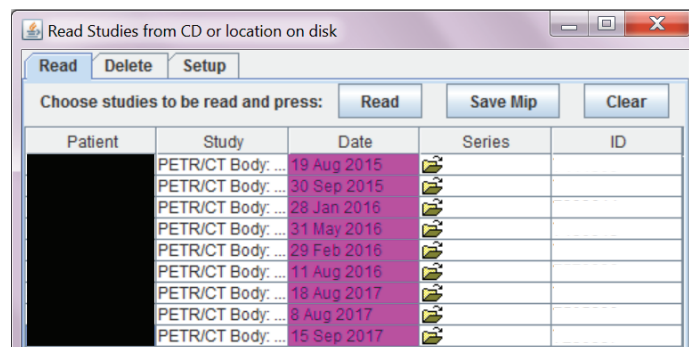 Read Studies from CD or location on disk
Read Delete Setup
Choose studies to be read and press: Read Save Mip Clear
Patient Study Date Series ID
PETR/CT Body: ... 19 Aug 2015
PETR/CT Body: ... 30 Sep 2015
PETR/CT Body: ... 28 Jan 2016
PETR/CT Body: ... 31 May 2016
PETR/CT Body: ... 29 Feb 2016
PETR/CT Body: ... 11 Aug 2016
PETR/CT Body: ... 18 Aug 2017
PETR/CT Body: ... 8 Aug 2017
PETR/CT Body: ... 15 Sep 2017